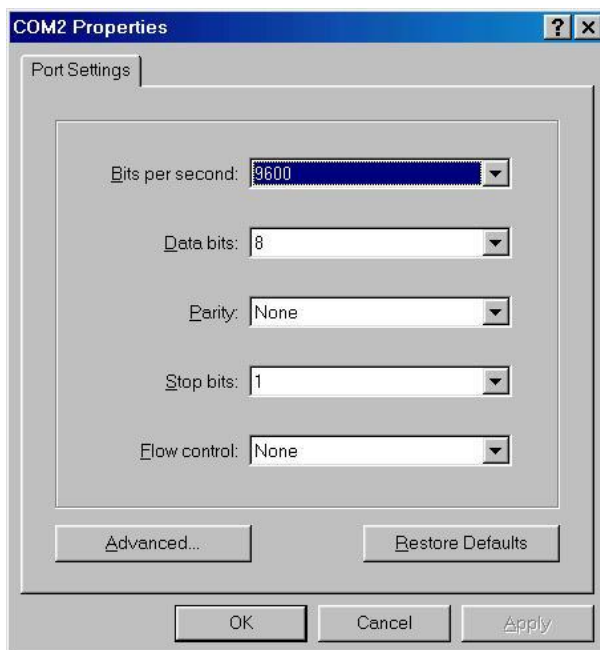 COM2 Properties
Port Settings
Bits per second: 9600
Data bits: 8
Parity: None
Stop bits: 1
Flow control: None
Advanced... Restore Defaults
OK Cancel Apply